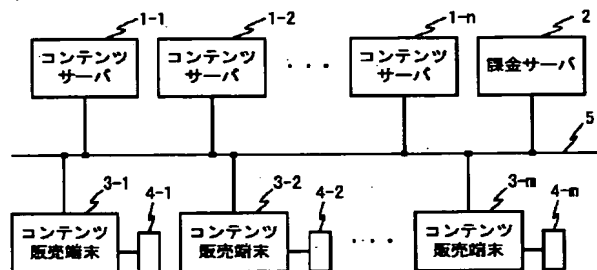 1-1
1-2
1-n
2
コンテンツ
サーバ
コンテンツ
サーバ
・・・
コンテンツ
サーバ
課金サーバ
5
3-1
4-1
3-2
4-2
3-m
4-m
コンテンツ
販売端末
コンテンツ
販売端末
・・・
コンテンツ
販売端末